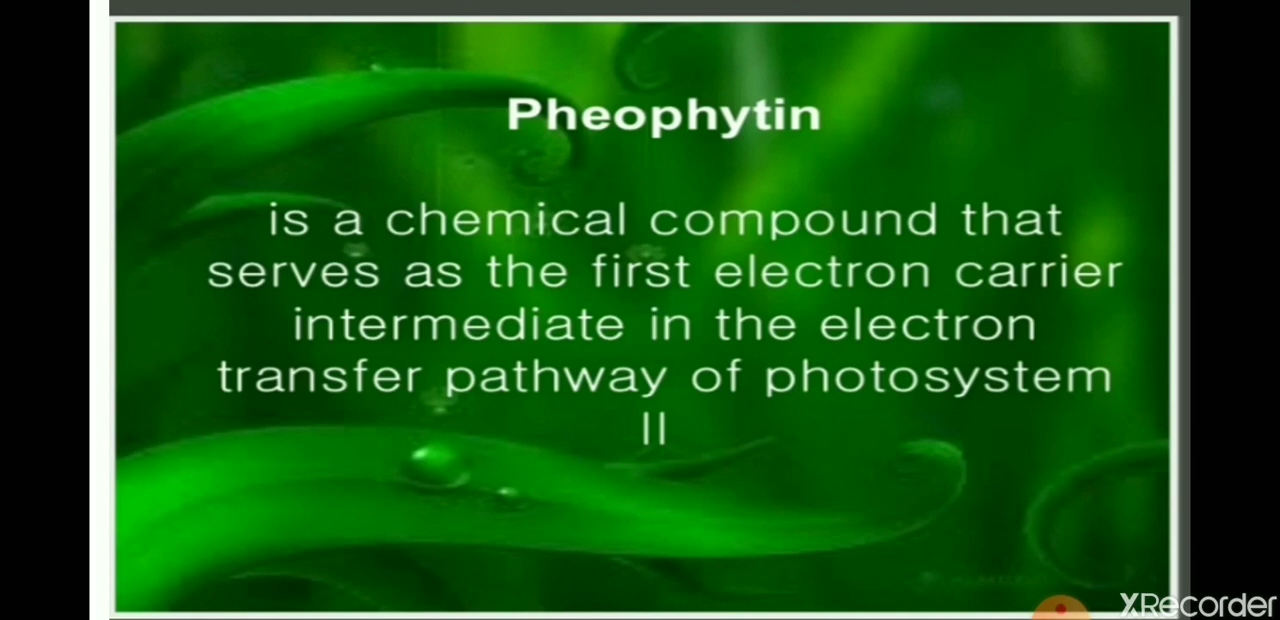 Pheophytin
is a chemical compound that
serves as the first electron carrier
intermediate in the electron
transfer pathway of photosystem
II
XRecorder